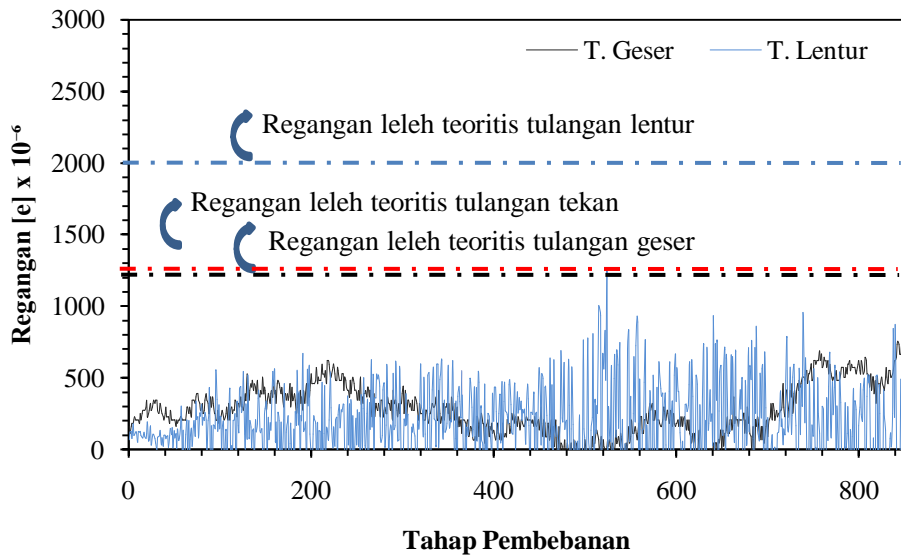 3000
T. Geser
T. Lentur
2500
Regangan leleh teoritis tulangan lentur
2000
Regangan leleh teoritis tulangan tekan
1500
Regangan leleh teoritis tulangan geser
1000
500
0
0
200
400
600
800
Regangan [e] x 10⁻⁶
Tahap Pembebanan